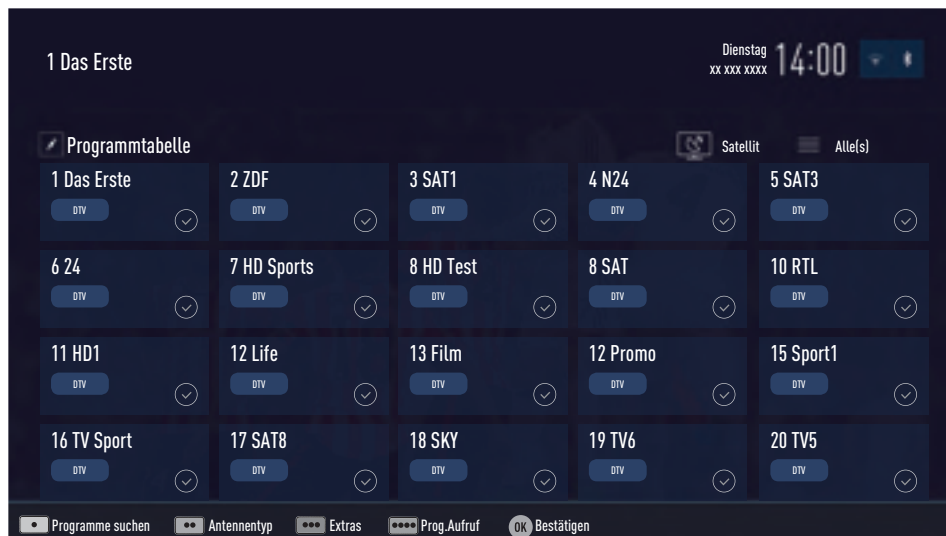 1 Das Erste
Dienstag
xx xxx xxxx
14:00
Programmtabelle
Satellit
Alle(s)
1 Das Erste
2 ZDF
3 SAT1
4 N24
5 SAT3
DTV
DTV
DTV
DTV
DTV
6 24
7 HD Sports
8 HD Test
8 SAT
10 RTL
DTV
DTV
DTV
DTV
DTV
11 HD1
12 Life
13 Film
12 Promo
15 Sport1
DTV
DTV
DTV
DTV
DTV
16 TV Sport
17 SAT8
18 SKY
19 TV6
20 TV5
DTV
DTV
DTV
DTV
DTV
Programme suchen
Antennentyp
Extras
Prog.Aufruf
OK Bestätigen